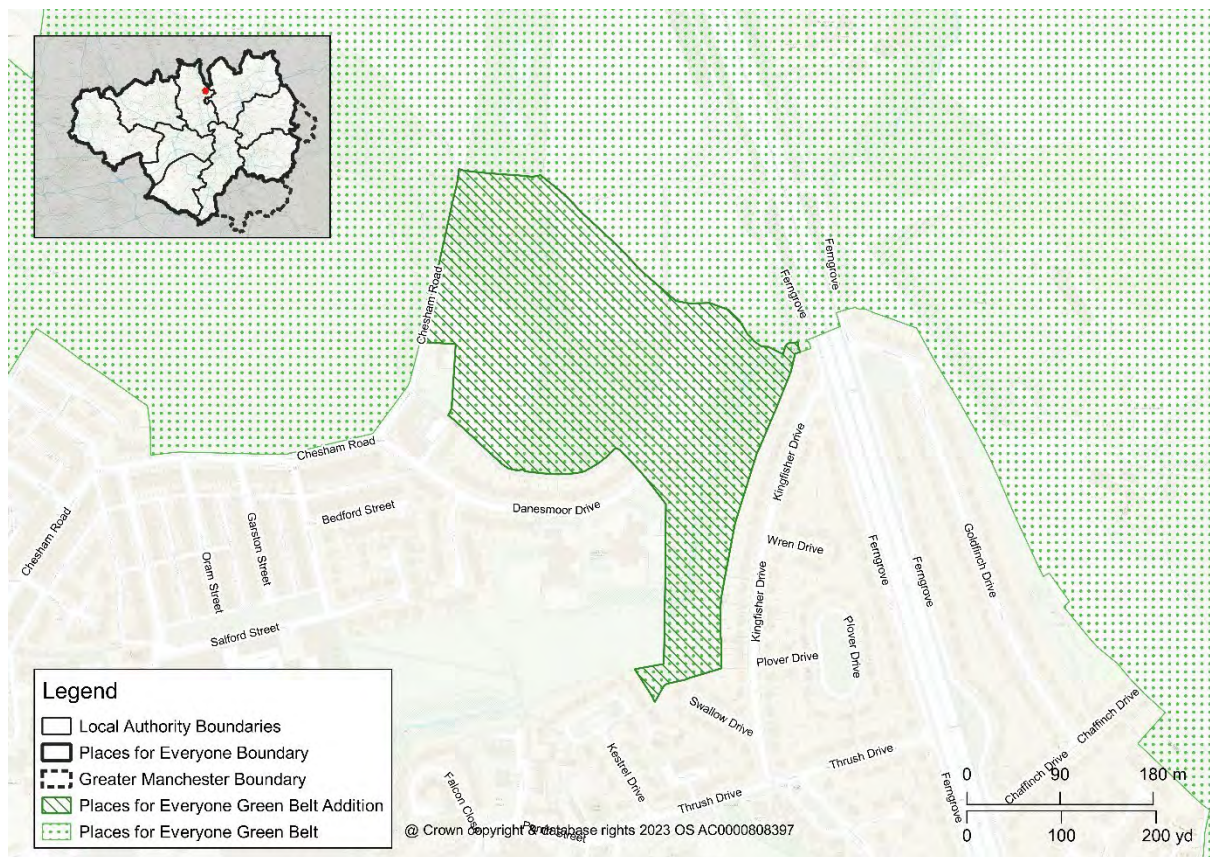 Ferngrove
Ferngrove
Chesham Road
Chesham Road
Chesham Road
Kingfisher Drive
Danesmoor Drive
Bedford Street
Garston Street
Oram Street
Salford Street
Wren Drive
Ferngrove
Ferngrove
Goldfinch Drive
Kingfisher Drive
Plover Drive
Plover Drive
Swallow Drive
Chaffinch Drive
Thrush Drive
Chaffinch Drive
Kestrel Drive
Falcon Close
Thrush Drive
Ferngrove
Legend
Local Authority Boundaries
Places for Everyone Boundary
Greater Manchester Boundary
Places for Everyone Green Belt Addition
Places for Everyone Green Belt
@ Crown copyright & database rights 2023 OS AC0000808397
0 90 180 m
0 100 200 yd